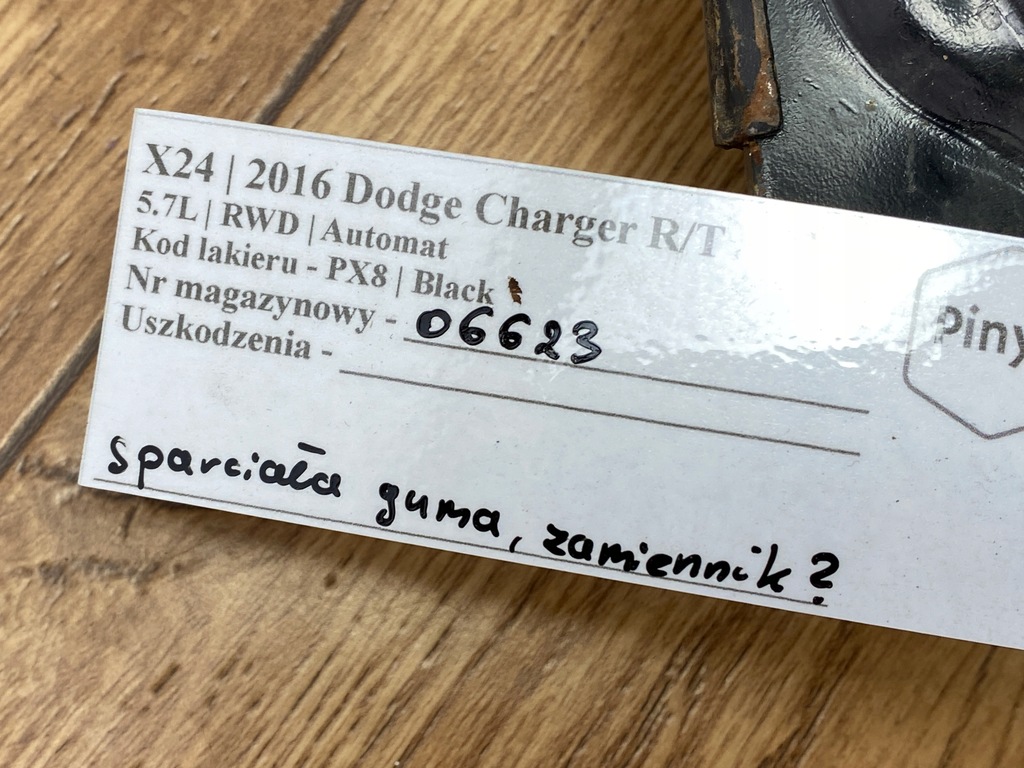 X24 | 2016 Dodge Charger R/T
5.7L | RWD | Automat
Kod lakieru - PX8 | Black
Nr magazynowy - 06623
Uszkodzenia -
sparciała guma, zamiennik?
Piny